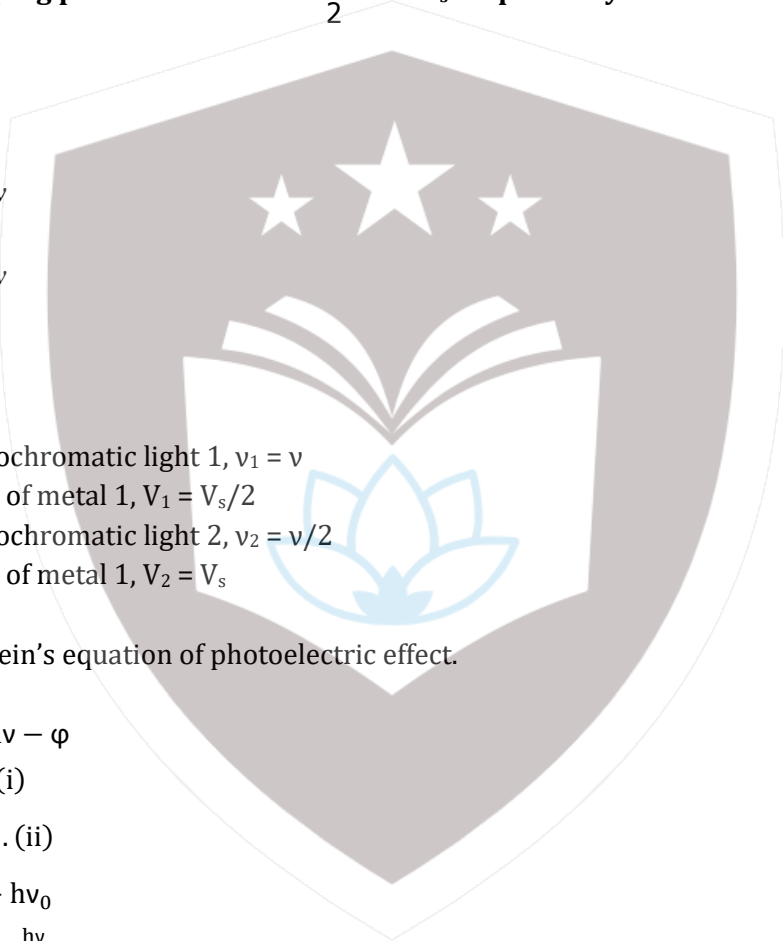 2
ν
ν
ochromatic light 1, ν₁ = ν
of metal 1, V₁ = Vₛ/2
ochromatic light 2, ν₂ = ν/2
of metal 1, V₂ = Vₛ
ein’s equation of photoelectric effect.
ν − φ
(i)
. (ii)
hν₀
hν